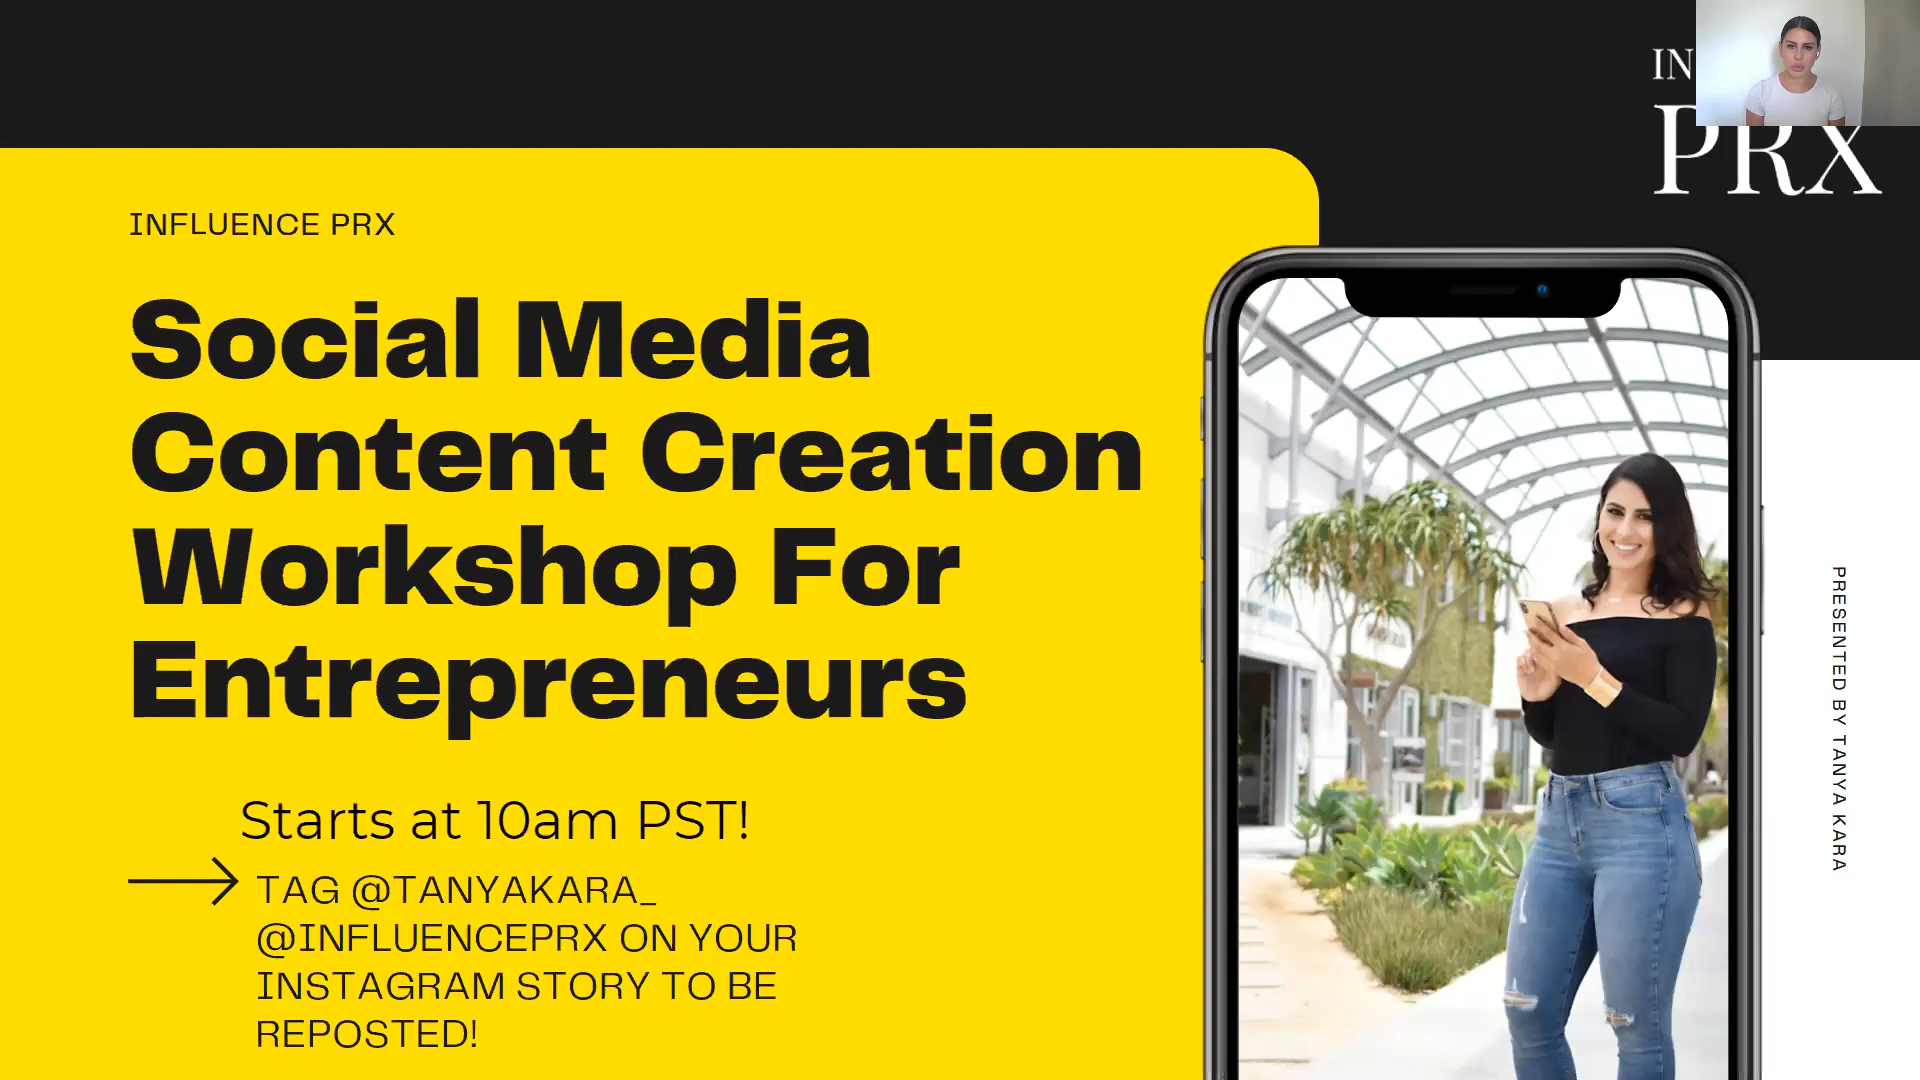 INFLUENCE PRX
Social Media
Content Creation
Workshop For
Entrepreneurs
Starts at 10am PST!
TAG @TANYAKARA_
@INFLUENCEPRX ON YOUR
INSTAGRAM STORY TO BE
REPOSTED!
IN
PRX
PRESENTED BY TANYA KARA